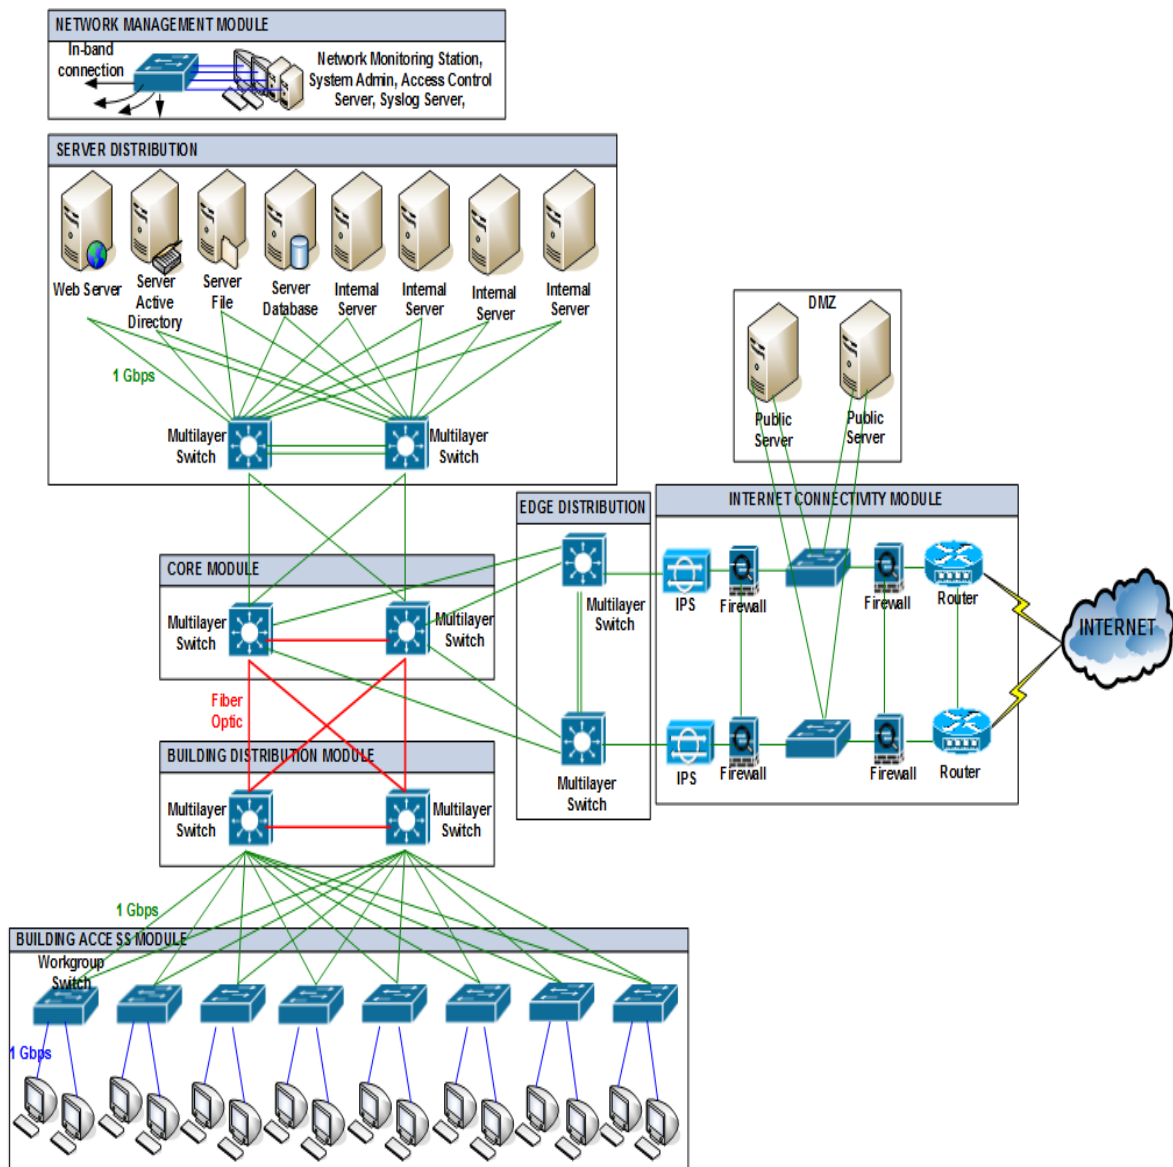 NETWORK MANAGEMENT MODULE
In-band
connection
Network Monitoring Station,
System Admin, Access Control
Server, Syslog Server,
SERVER DISTRIBUTION
Web Server
Server
Active
Directory
Server
File
Server
Database
Internal
Server
Internal
Server
Internal
Server
Internal
Server
1 Gbps
Multilayer
Switch
Multilayer
Switch
DMZ
Public
Server
Public
Server
EDGE DISTRIBUTION
INTERNET CONNECTIVITY MODULE
CORE MODULE
Multilayer
Switch
Multilayer
Switch
Multilayer
Switch
IPS
Firewall
Firewall
Router
INTERNET
Fiber
Optic
BUILDING DISTRIBUTION MODULE
Multilayer
Switch
Multilayer
Switch
Multilayer
Switch
IPS
Firewall
Firewall
Router
1 Gbps
BUILDING ACCESS MODULE
Workgroup
Switch
1 Gbps